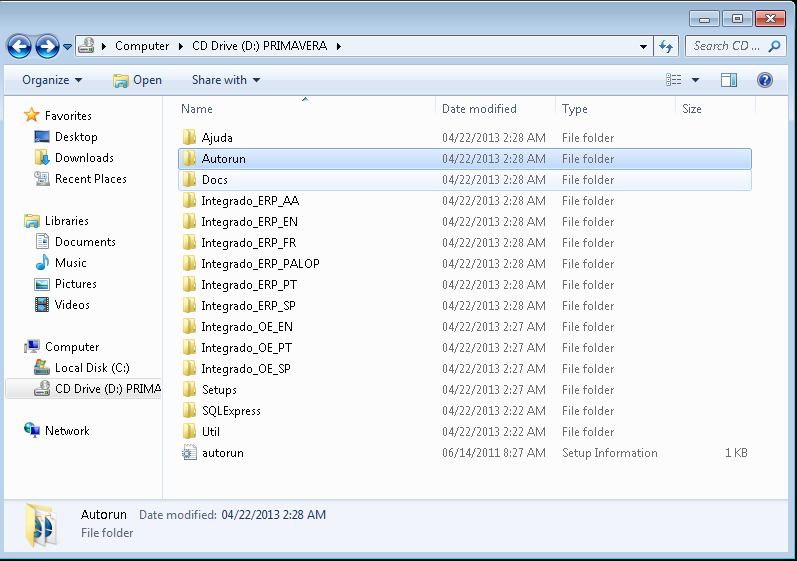 Computer CD Drive (D:) PRIMAVERA Search CD ...
Organize Open Share with
Favorites
Desktop
Downloads
Recent Places
Libraries
Documents
Music
Pictures
Videos
Computer
Local Disk (C:)
CD Drive (D:) PRIMA
Network
Name Date modified Type Size
Ajuda 04/22/2013 2:28 AM File folder
Autorun 04/22/2013 2:28 AM File folder
Docs 04/22/2013 2:28 AM File folder
Integrado_ERP_AA 04/22/2013 2:28 AM File folder
Integrado_ERP_EN 04/22/2013 2:28 AM File folder
Integrado_ERP_FR 04/22/2013 2:28 AM File folder
Integrado_ERP_PALOP 04/22/2013 2:28 AM File folder
Integrado_ERP_PT 04/22/2013 2:28 AM File folder
Integrado_ERP_SP 04/22/2013 2:28 AM File folder
Integrado_OE_EN 04/22/2013 2:27 AM File folder
Integrado_OE_PT 04/22/2013 2:27 AM File folder
Integrado_OE_SP 04/22/2013 2:27 AM File folder
Setups 04/22/2013 2:27 AM File folder
SQLExpress 04/22/2013 2:22 AM File folder
Util 04/22/2013 2:22 AM File folder
autorun 06/14/2011 8:27 AM Setup Information 1 KB
Autorun Date modified: 04/22/2013 2:28 AM
File folder